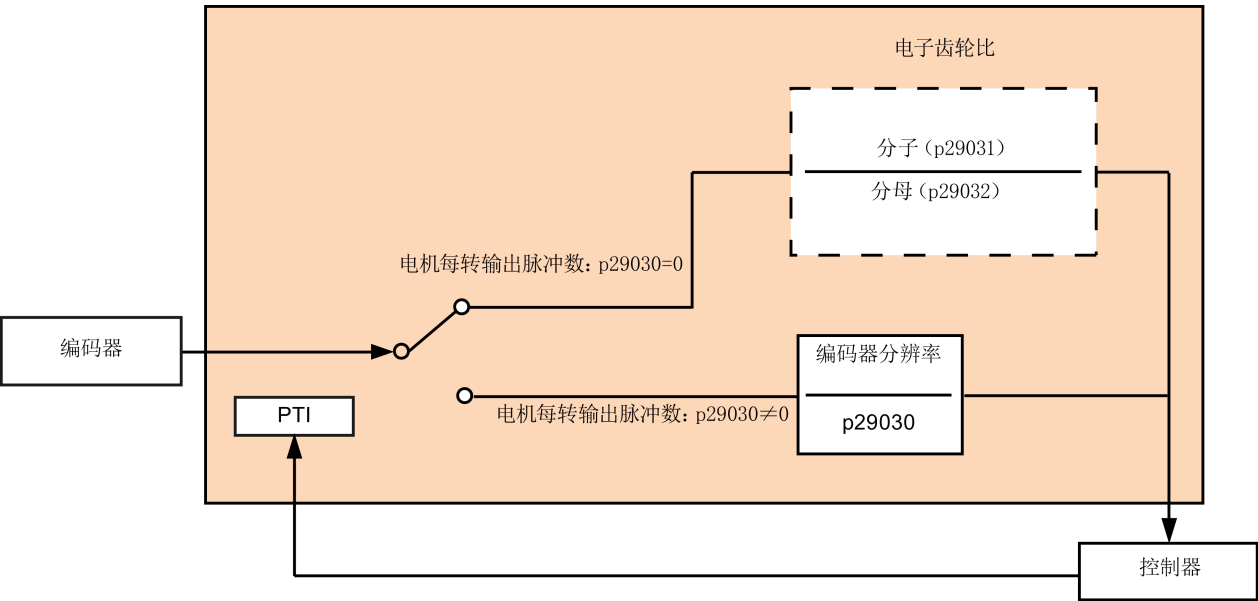 电子齿轮比
分子(p29031)
分母(p29032)
电机每转输出脉冲数: p29030=0
编码器
编码器分辨率
p29030
PTI
电机每转输出脉冲数: p29030≠0
控制器